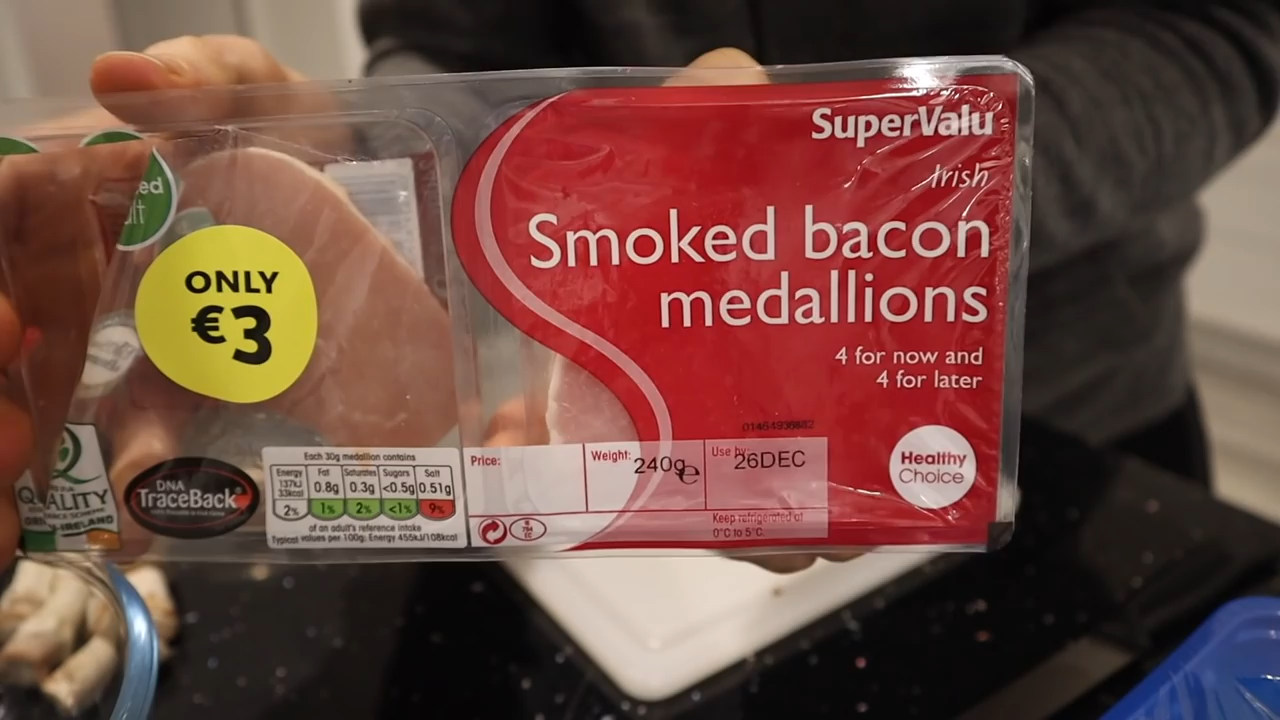 SuperValu
Irish
Smoked bacon
medallions
4 for now and
4 for later
ONLY
€3
QUALITY
DNA
TraceBack
Each 30g medallion contains
Energy Fat Saturates Sugars Salt
137kJ
33kcal 0.8g 0.3g <0.5g 0.51g
2% 1% 2% <1% 9%
of an adult's reference intake
Typical values per 100g: Energy 455kJ/108kcal
Price:
Weight:
240g e
Use by:
26DEC
Keep refrigerated at
0°C to 5°C.
Healthy
Choice